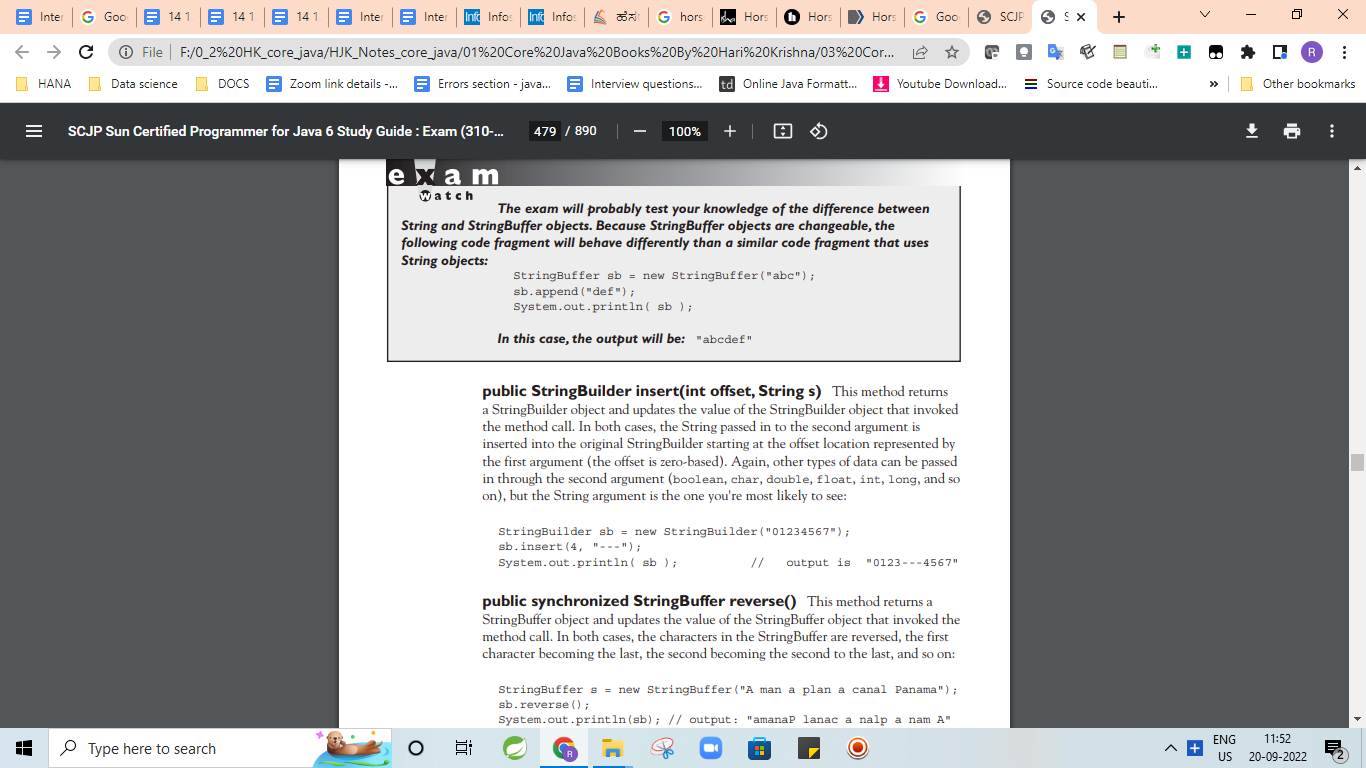 Inter
Goo
14 1
14 1
14 1
Inter
Inter
Info
Info
ಹೆಸ
hors
Hors
Hors
Hors
Goo
SCJP
S
File | F:/0_2%20HK_core_java/HJK_Notes_core_java/01%20Core%20Java%20Books%20By%20Hari%20Krishna/03%20Cor...
R
HANA
Data science
DOCS
Zoom link details -...
Errors section - java...
Interview questions...
td Online Java Formatt...
Youtube Download...
Source code beauti...
»
Other bookmarks
SCJP Sun Certified Programmer for Java 6 Study Guide : Exam (310-...
479 / 890
100%
exam
watch
The exam will probably test your knowledge of the difference between
String and StringBuffer objects. Because StringBuffer objects are changeable, the
following code fragment will behave differently than a similar code fragment that uses
String objects:
StringBuffer sb = new StringBuffer("abc");
sb.append("def");
System.out.println( sb );
In this case, the output will be: "abcdef"
public StringBuilder insert(int offset, String s) This method returns
a StringBuilder object and updates the value of the StringBuilder object that invoked
the method call. In both cases, the String passed in to the second argument is
inserted into the original StringBuilder starting at the offset location represented by
the first argument (the offset is zero-based). Again, other types of data can be passed
in through the second argument (boolean, char, double, float, int, long, and so
on), but the String argument is the one you're most likely to see:
StringBuilder sb = new StringBuilder("01234567");
sb.insert(4, "---");
System.out.println( sb ); // output is "0123---4567"
public synchronized StringBuffer reverse() This method returns a
StringBuffer object and updates the value of the StringBuffer object that invoked the
method call. In both cases, the characters in the StringBuffer are reversed, the first
character becoming the last, the second becoming the second to the last, and so on:
StringBuffer s = new StringBuffer("A man a plan a canal Panama");
sb.reverse();
System.out.println(sb); // output: "amanaP lanac a nalp a nam A"
Type here to search
R
ENG
US
11:52
20-09-2022
2